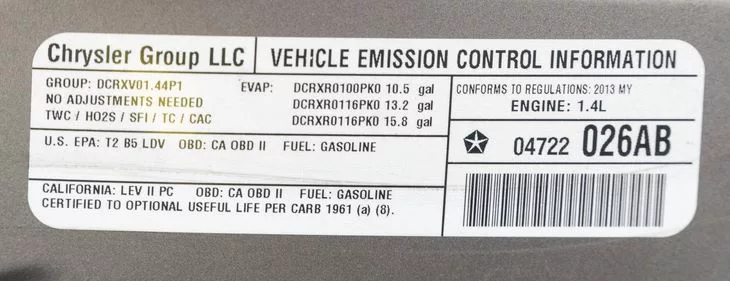 Chrysler Group LLC
VEHICLE EMISSION CONTROL INFORMATION
GROUP: DCRXV01.44P1
NO ADJUSTMENTS NEEDED
TWC / HO2S / SFI / TC / CAC
EVAP: DCRXR0100PK0 10.5 gal
DCRXR0116PK0 13.2 gal
DCRXR0116PK0 15.8 gal
CONFORMS TO REGULATIONS: 2013 MY
ENGINE: 1.4L
U.S. EPA: T2 B5 LDV OBD: CA OBD II FUEL: GASOLINE
04722 026AB
CALIFORNIA: LEV II PC OBD: CA OBD II FUEL: GASOLINE
CERTIFIED TO OPTIONAL USEFUL LIFE PER CARB 1961 (a) (8).